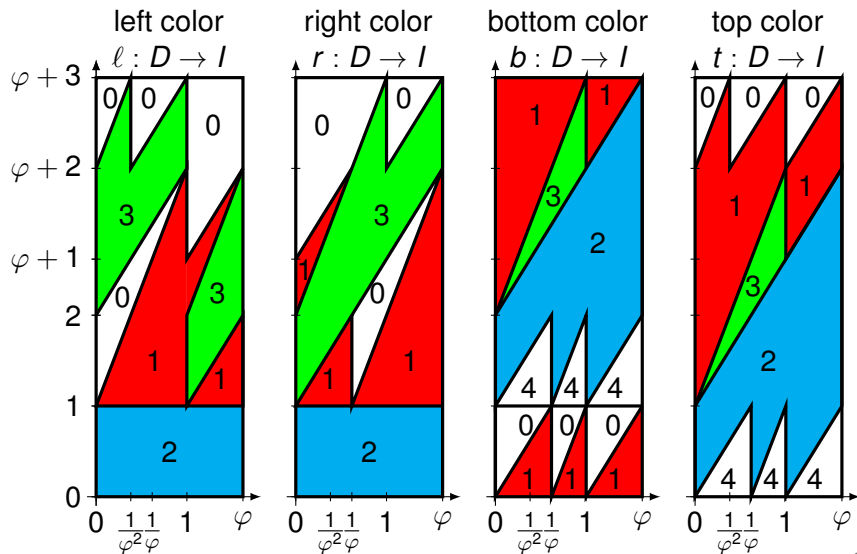 left color right color bottom color top color
ℓ : D → I r : D → I b : D → I t : D → I
φ + 3
0 0 0 0 0 1 1 0 0 0
φ + 2
3 3 3 1 1
φ + 1
0 3 1 0 2 3
2
1 1 1 1 4 4 4 2
1
2 2 0 0 0 1 1 1 4 4 4
0
0 1/φ² 1/φ 1 φ 0 1/φ² 1/φ 1 φ 0 1/φ² 1/φ 1 φ 0 1/φ² 1/φ 1 φ